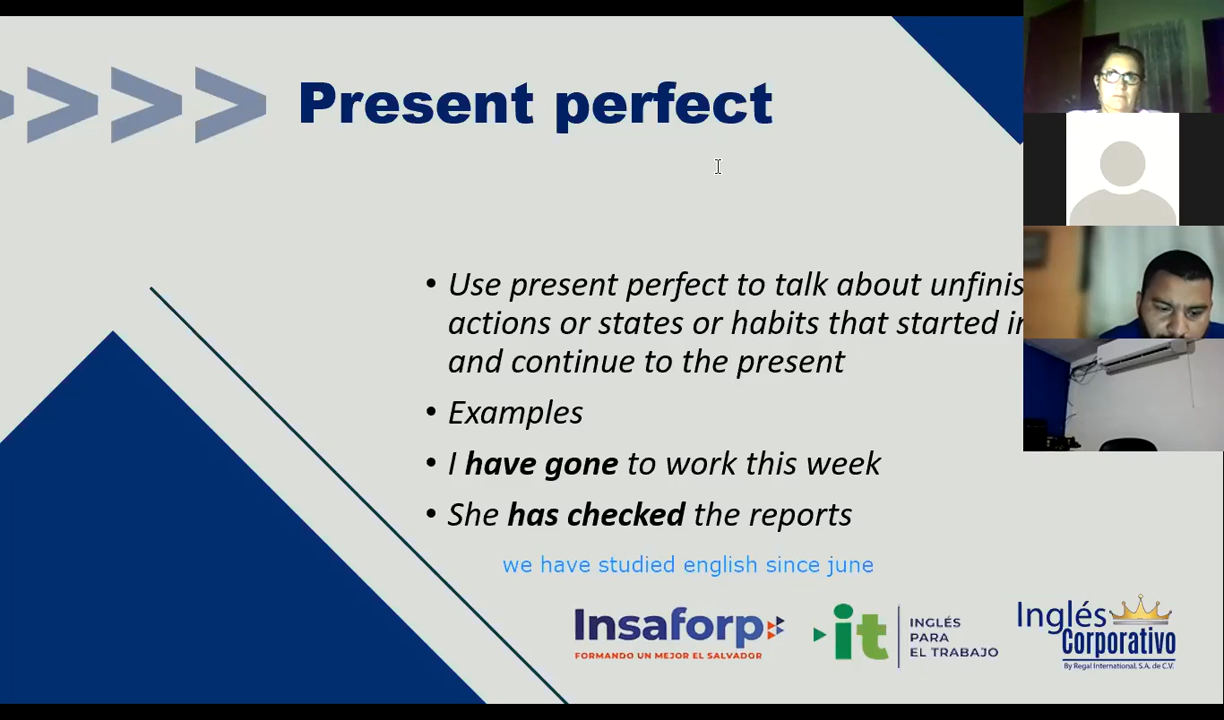 Present perfect
• Use present perfect to talk about unfinis
actions or states or habits that started in
and continue to the present
• Examples
• I have gone to work this week
• She has checked the reports
we have studied english since june
Insaforp
FORMANDO UN MEJOR EL SALVADOR
it
INGLÉS
PARA
EL TRABAJO
Inglés
Corporativo
By Regal International, S.A. de C.V.